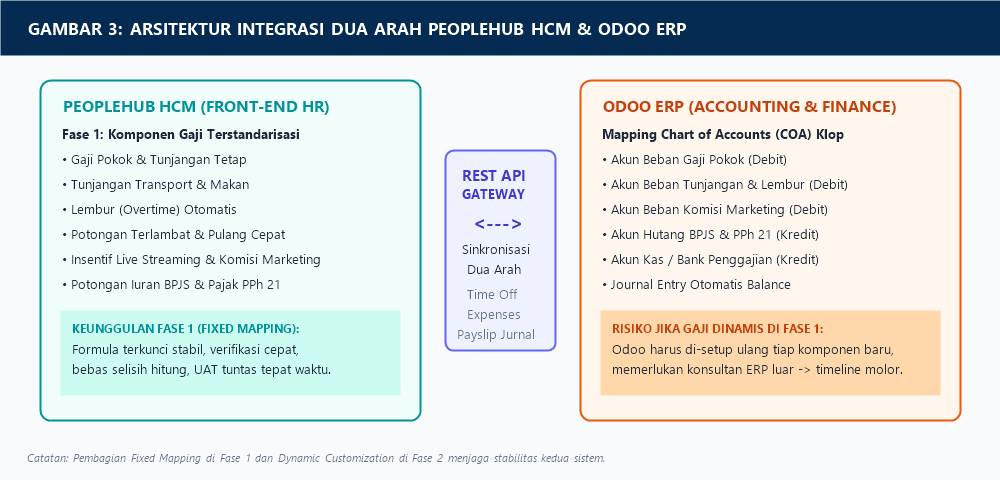 GAMBAR 3: ARSITEKTUR INTEGRASI DUA ARAH PEOPLEHUB HCM & ODOO ERP
PEOPLEHUB HCM (FRONT-END HR)
Fase 1: Komponen Gaji Terstandarisasi
• Gaji Pokok & Tunjangan Tetap
• Tunjangan Transport & Makan
• Lembur (Overtime) Otomatis
• Potongan Terlambat & Pulang Cepat
• Insentif Live Streaming & Komisi Marketing
• Potongan Iuran BPJS & Pajak PPh 21
KEUNGGULAN FASE 1 (FIXED MAPPING):
Formula terkunci stabil, verifikasi cepat,
bebas selisih hitung, UAT tuntas tepat waktu.
REST API
GATEWAY
<--->
Sinkronisasi
Dua Arah
Time Off
Expenses
Payslip Jurnal
ODOO ERP (ACCOUNTING & FINANCE)
Mapping Chart of Accounts (COA) Klop
• Akun Beban Gaji Pokok (Debit)
• Akun Beban Tunjangan & Lembur (Debit)
• Akun Beban Komisi Marketing (Debit)
• Akun Hutang BPJS & PPh 21 (Kredit)
• Akun Kas / Bank Penggajian (Kredit)
• Journal Entry Otomatis Balance
RISIKO JIKA GAJI DINAMIS DI FASE 1:
Odoo harus di-setup ulang tiap komponen baru,
memerlukan konsultan ERP luar -> timeline molor.
Catatan: Pembagian Fixed Mapping di Fase 1 dan Dynamic Customization di Fase 2 menjaga stabilitas kedua sistem.